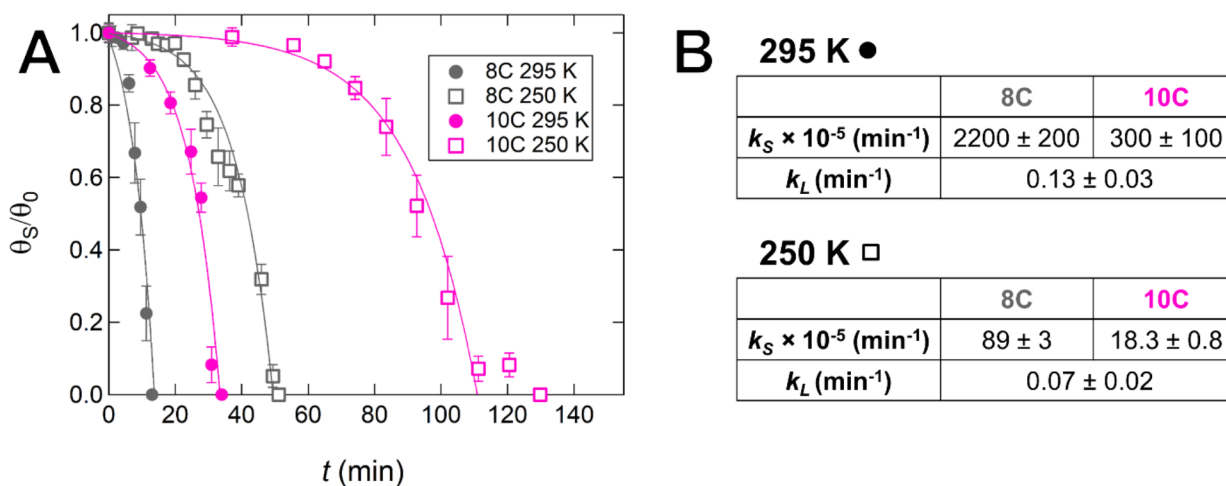 A
1.0
0.8
0.6
0.4
0.2
0.0
θS/θ0
0 20 40 60 80 100 120 140
t (min)
8C 295 K
8C 250 K
10C 295 K
10C 250 K
B
295 K
8C 10C
kS × 10-5 (min-1) 2200 ± 200 300 ± 100
kL (min-1) 0.13 ± 0.03
250 K
8C 10C
kS × 10-5 (min-1) 89 ± 3 18.3 ± 0.8
kL (min-1) 0.07 ± 0.02